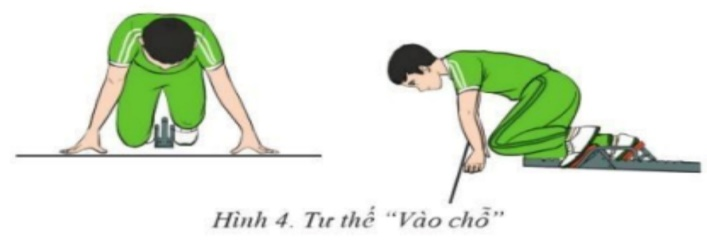 Hình 4. Tư thế “Vào chỗ”